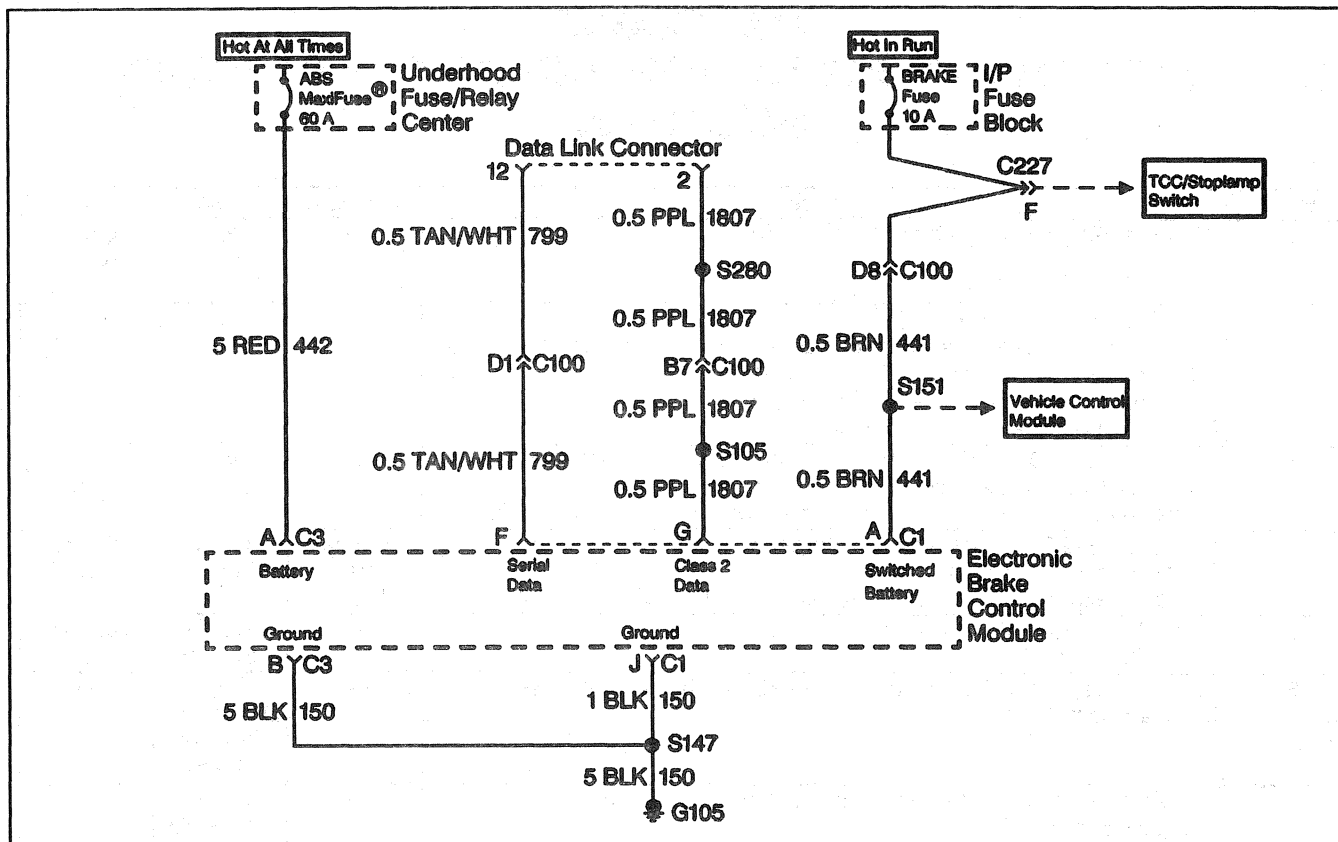 Hot At All Times
ABS
MaxiFuse®
60 A
Underhood
Fuse/Relay
Center
Hot In Run
BRAKE
Fuse
10 A
I/P
Fuse
Block
Data Link Connector
12
2
C227
F
TCC/Stoplamp
Switch
0.5 PPL 1807
0.5 TAN/WHT 799
S280
D8 C100
0.5 PPL 1807
5 RED 442
0.5 BRN 441
D1 C100
B7 C100
S151
Vehicle Control
Module
0.5 PPL 1807
S105
0.5 TAN/WHT 799
0.5 PPL 1807
0.5 BRN 441
A C3
F
G
A C1
Battery
Serial
Data
Class 2
Data
Switched
Battery
Electronic
Brake
Control
Module
Ground
Ground
B C3
J C1
5 BLK 150
1 BLK 150
S147
5 BLK 150
G105